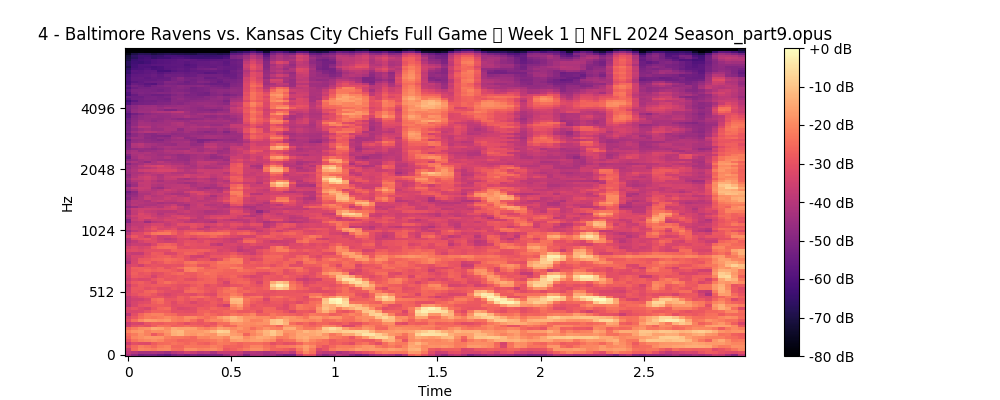 4 - Baltimore Ravens vs. Kansas City Chiefs Full Game ▯ Week 1 ▯ NFL 2024 Season_part9.opus
+0 dB
4096
-10 dB
-20 dB
2048
-30 dB
Hz
1024
-40 dB
-50 dB
512
-60 dB
-70 dB
0
-80 dB
0 0.5 1 1.5 2 2.5
Time